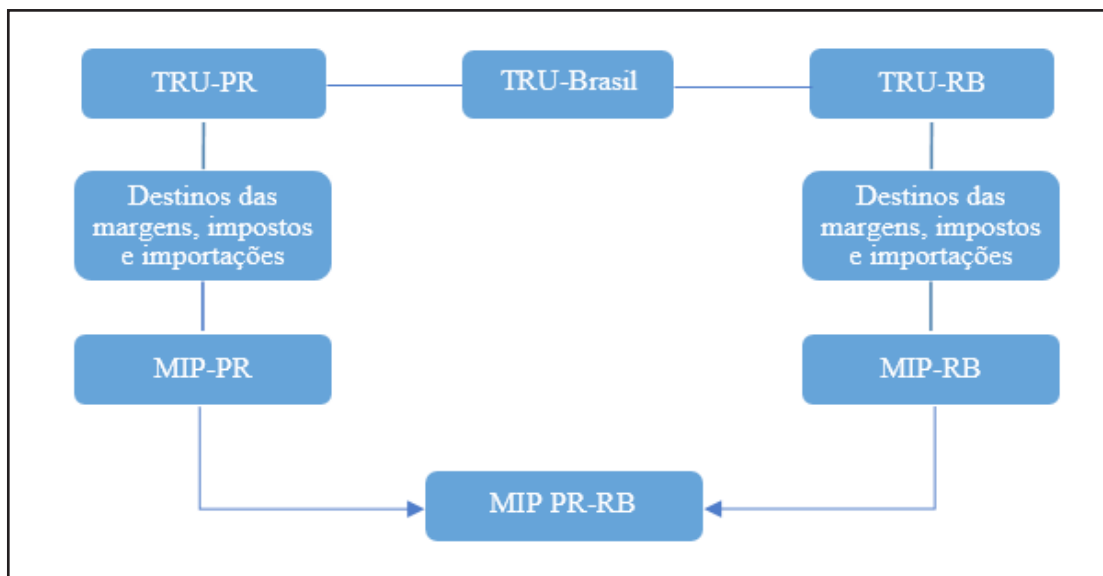 TRU-PR
TRU-Brasil
TRU-RB
Destinos das
margens, impostos
e importações
Destinos das
margens, impostos
e importações
MIP-PR
MIP-RB
MIP PR-RB